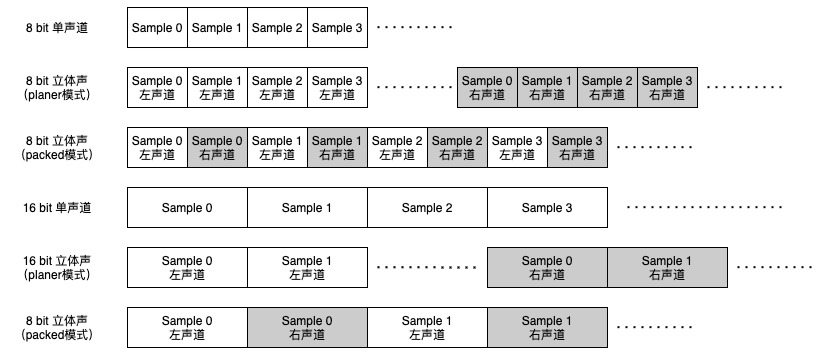 8 bit 单声道
Sample 0 Sample 1 Sample 2 Sample 3
8 bit 立体声
(planer模式)
Sample 0 Sample 1 Sample 2 Sample 3 Sample 0 Sample 1 Sample 2 Sample 3
左声道 左声道 左声道 左声道 右声道 右声道 右声道 右声道
8 bit 立体声
(packed模式)
Sample 0 Sample 0 Sample 1 Sample 1 Sample 2 Sample 2 Sample 3 Sample 3
左声道 右声道 左声道 右声道 左声道 右声道 左声道 右声道
16 bit 单声道
Sample 0 Sample 1 Sample 2 Sample 3
16 bit 立体声
(planer模式)
Sample 0 Sample 1 Sample 0 Sample 1
左声道 左声道 右声道 右声道
8 bit 立体声
(packed模式)
Sample 0 Sample 0 Sample 1 Sample 1
左声道 右声道 左声道 右声道